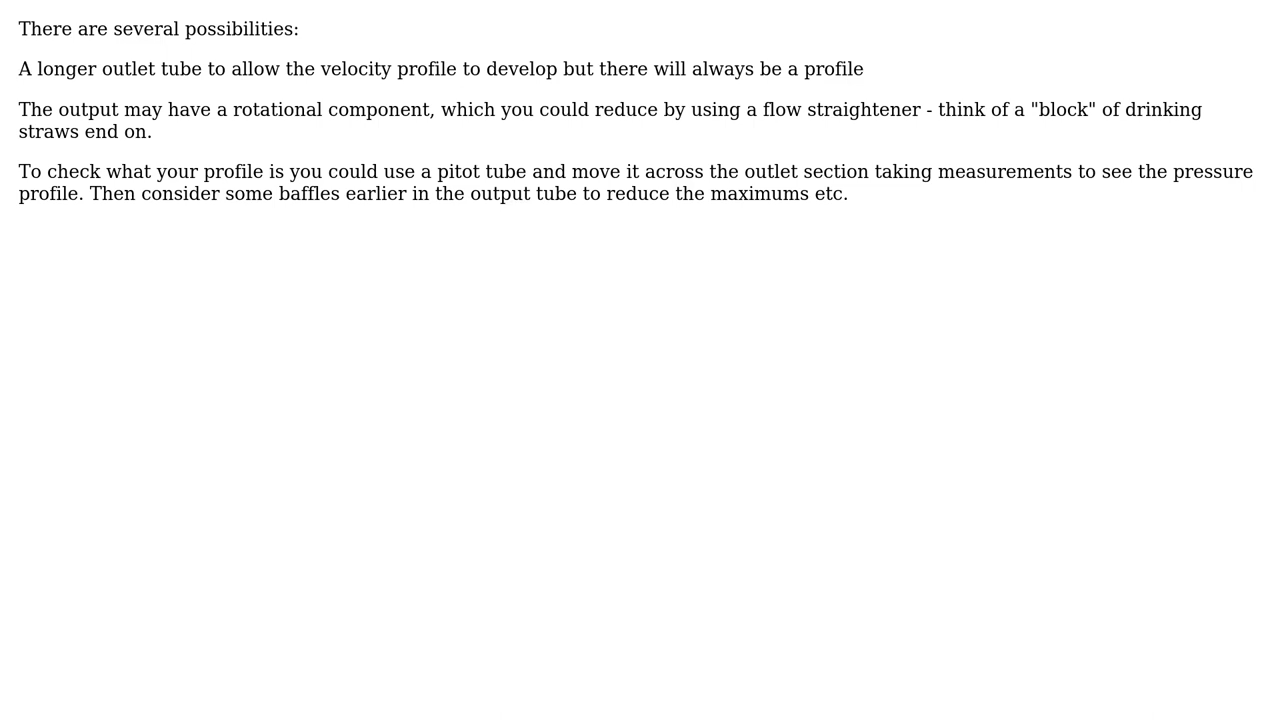 There are several possibilities:
A longer outlet tube to allow the velocity profile to develop but there will always be a profile
The output may have a rotational component, which you could reduce by using a flow straightener - think of a "block" of drinking
straws end on.
To check what your profile is you could use a pitot tube and move it across the outlet section taking measurements to see the pressure
profile. Then consider some baffles earlier in the output tube to reduce the maximums etc.